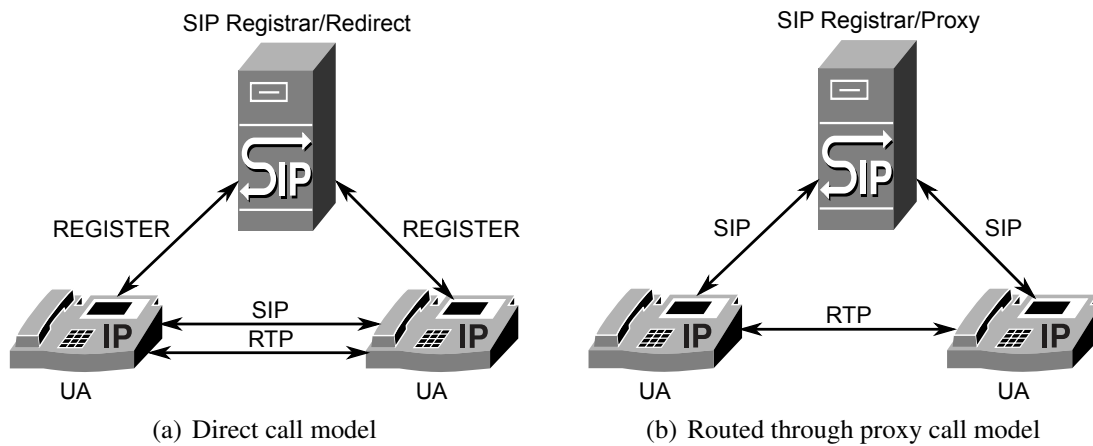 SIP Registrar/Redirect
SIP
REGISTER
REGISTER
IP
SIP
RTP
IP
UA
UA
(a) Direct call model
SIP Registrar/Proxy
SIP
SIP
SIP
IP
RTP
IP
UA
UA
(b) Routed through proxy call model